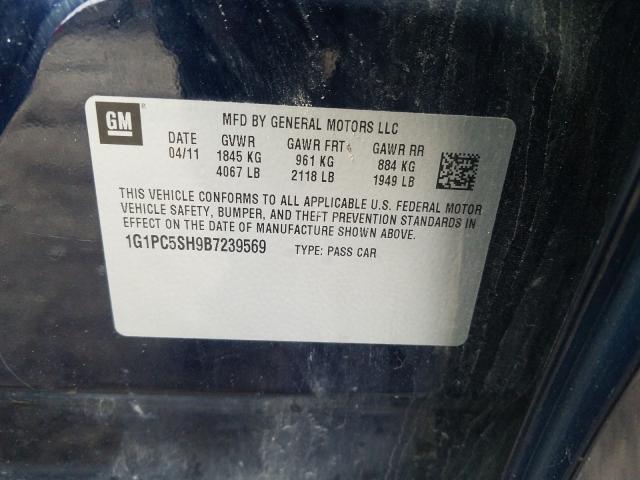 GM ®
MFD BY GENERAL MOTORS LLC
DATE GVWR GAWR FRT GAWR RR
04/11 1845 KG 961 KG 884 KG
4067 LB 2118 LB 1949 LB
THIS VEHICLE CONFORMS TO ALL APPLICABLE U.S. FEDERAL MOTOR
VEHICLE SAFETY, BUMPER, AND THEFT PREVENTION STANDARDS IN
EFFECT ON THE DATE OF MANUFACTURE SHOWN ABOVE.
1G1PC5SH9B7239569 TYPE: PASS CAR